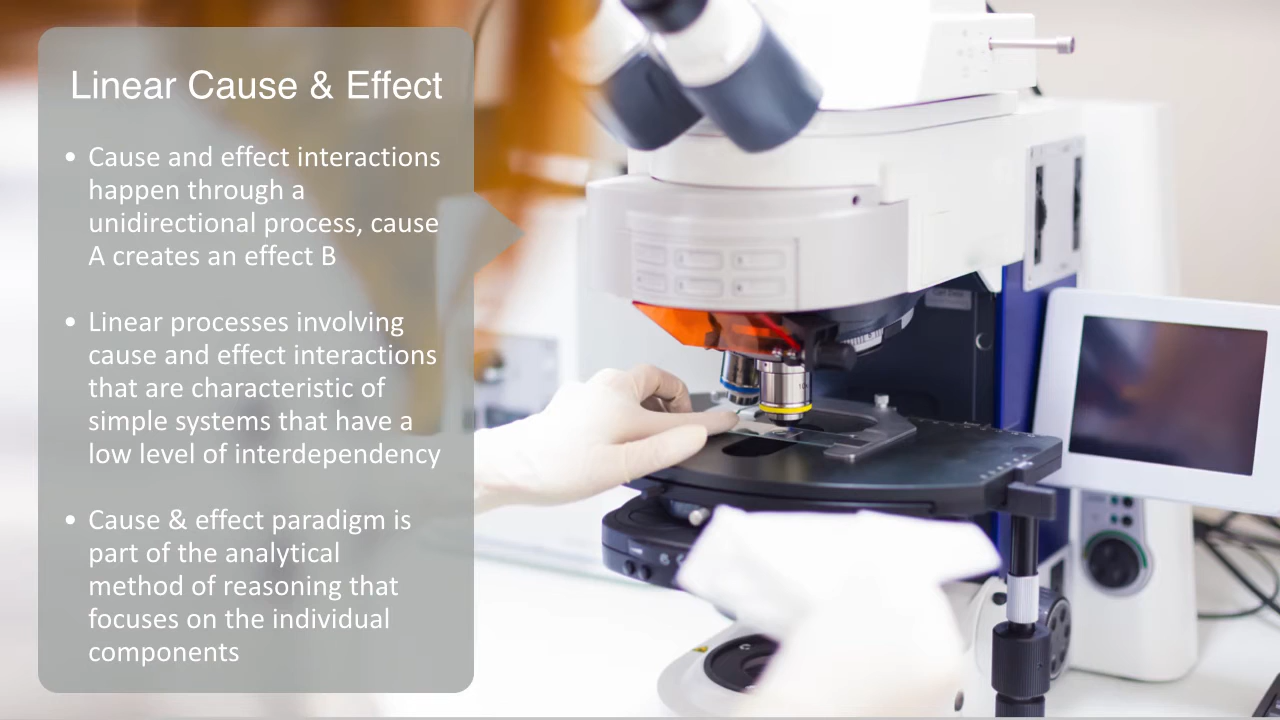 Linear Cause & Effect
• Cause and effect interactions
happen through a
unidirectional process, cause
A creates an effect B
• Linear processes involving
cause and effect interactions
that are characteristic of
simple systems that have a
low level of interdependency
• Cause & effect paradigm is
part of the analytical
method of reasoning that
focuses on the individual
components